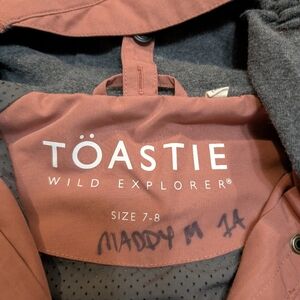 TÖASTIE
WILD EXPLORER®
SIZE 7-8
MADDY M 1A